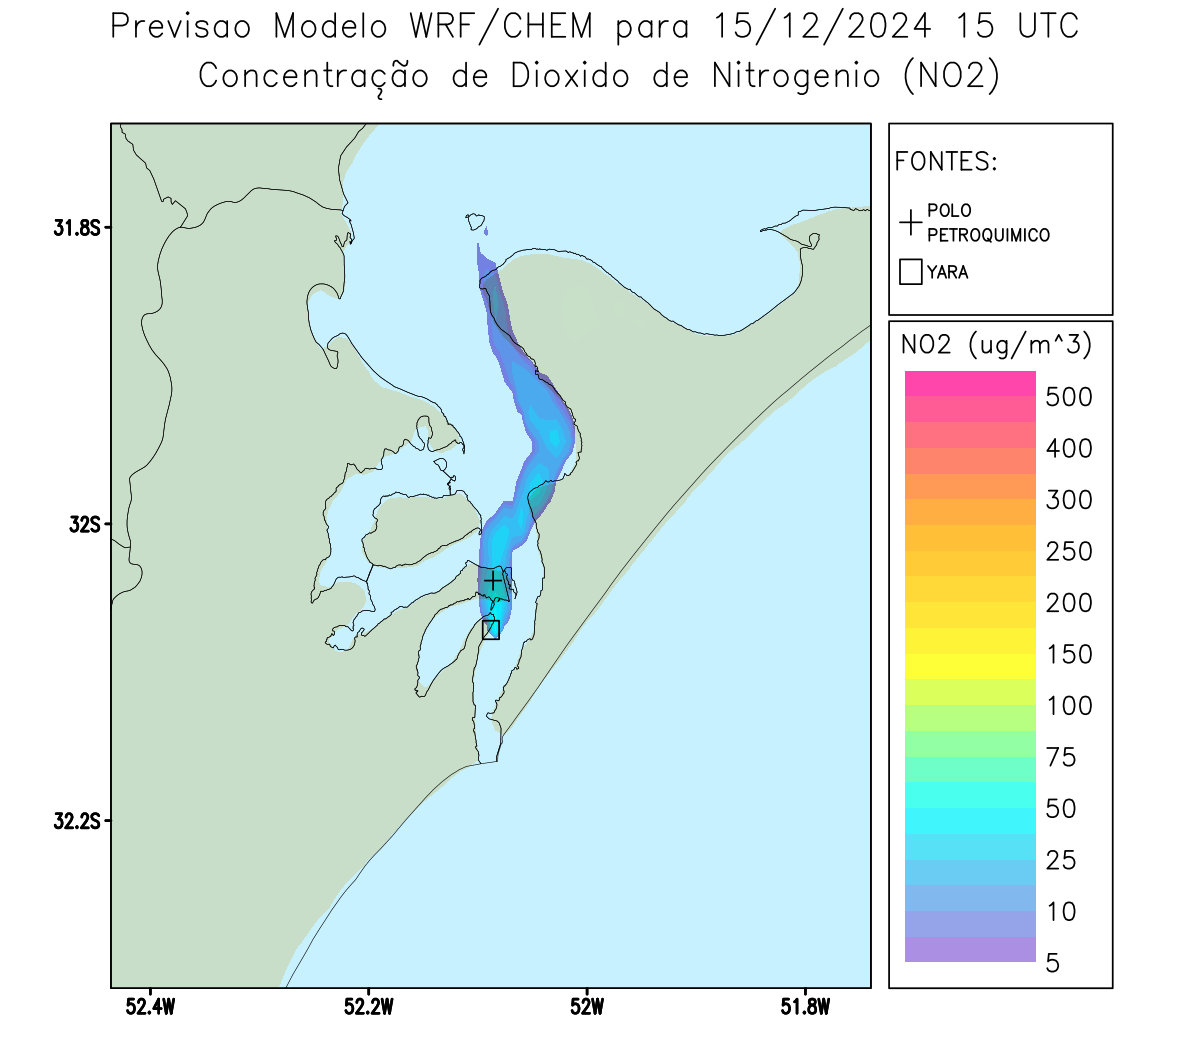 Previsao Modelo WRF/CHEM para 15/12/2024 15 UTC
Concentração de Dioxido de Nitrogenio (NO2)
FONTES:
POLO
PETROQUIMICO
YARA
31.8S
32S
32.2S
52.4W
52.2W
52W
51.8W
NO2 (ug/m^3)
500
400
300
250
200
150
100
75
50
25
10
5